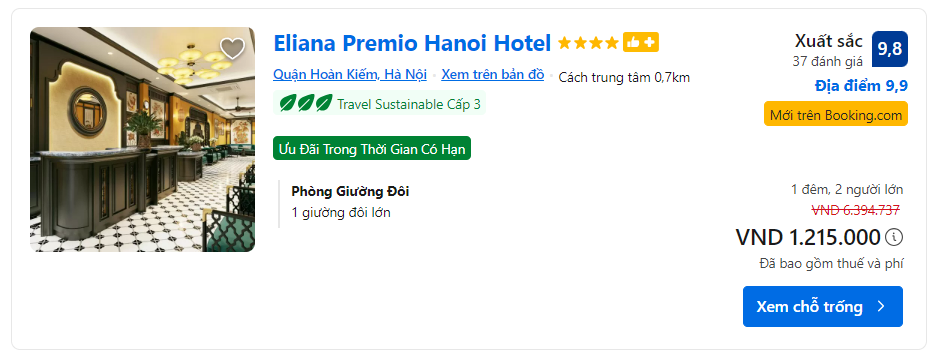 Eliana Premio Hanoi Hotel
Quận Hoàn Kiếm, Hà Nội · Xem trên bản đồ · Cách trung tâm 0,7km
Travel Sustainable Cấp 3
Ưu Đãi Trong Thời Gian Có Hạn
Phòng Giường Đôi
1 giường đôi lớn
Xuất sắc 9,8
37 đánh giá
Địa điểm 9,9
Mới trên Booking.com
1 đêm, 2 người lớn
VND 6.394.737
VND 1.215.000
Đã bao gồm thuế và phí
Xem chỗ trống